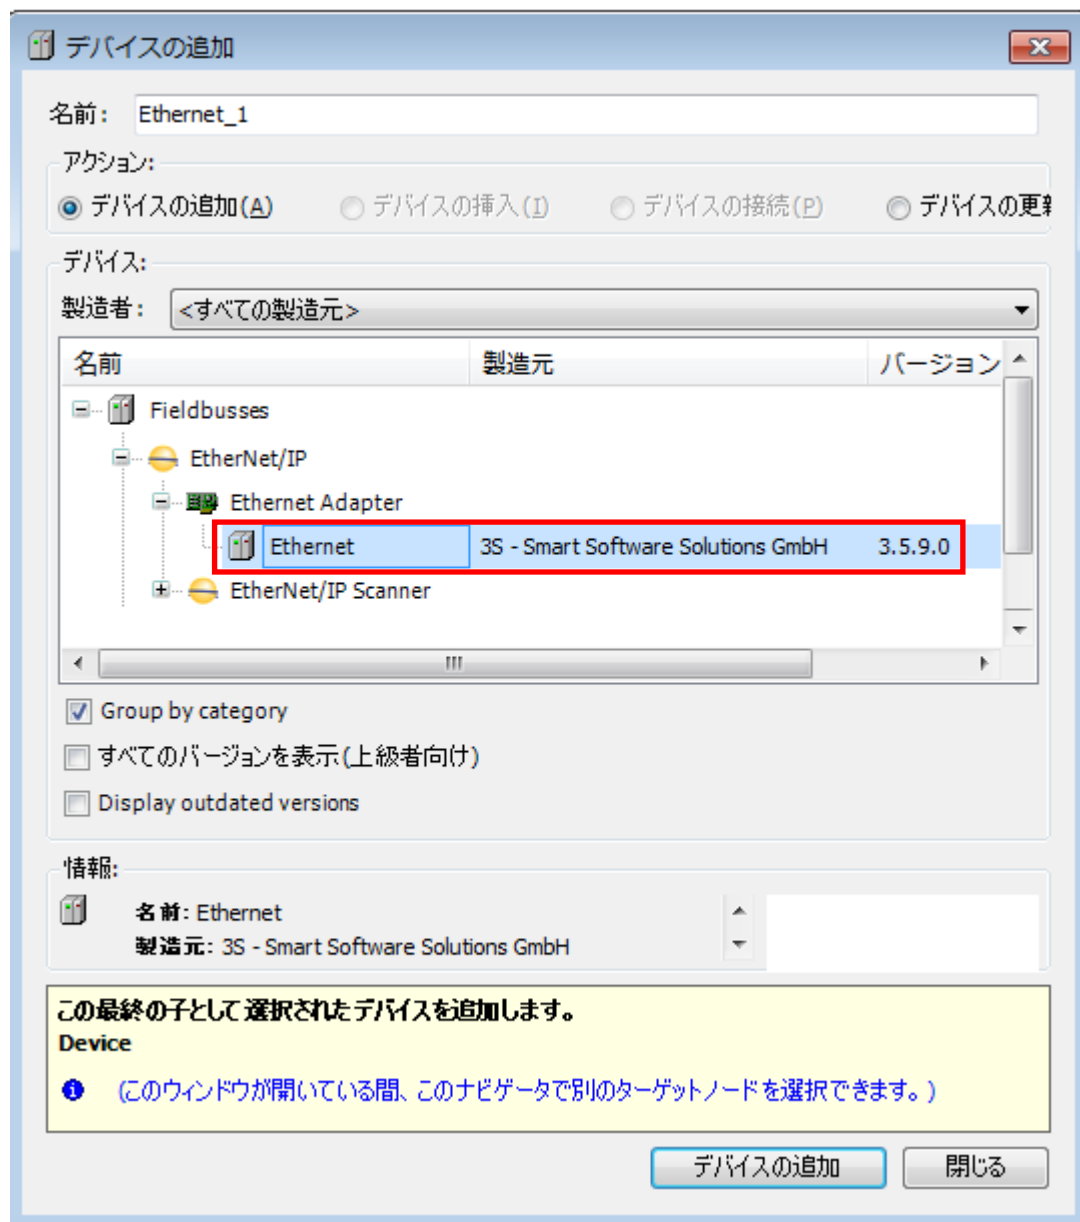 デバイスの追加
名前: Ethernet_1
アクション:
デバイスの追加(A) デバイスの挿入(I) デバイスの接続(P) デバイスの更新
デバイス:
製造者: <すべての製造元>
名前 製造元 バージョン
Fieldbusses
EtherNet/IP
Ethernet Adapter
Ethernet 3S - Smart Software Solutions GmbH 3.5.9.0
EtherNet/IP Scanner
Group by category
すべてのバージョンを表示(上級者向け)
Display outdated versions
情報:
名前: Ethernet
製造元: 3S - Smart Software Solutions GmbH
この最終の子として選択されたデバイスを追加します。
Device
(このウィンドウが開いている間、このナビゲータで別のターゲットノードを選択できます。)
デバイスの追加 閉じる